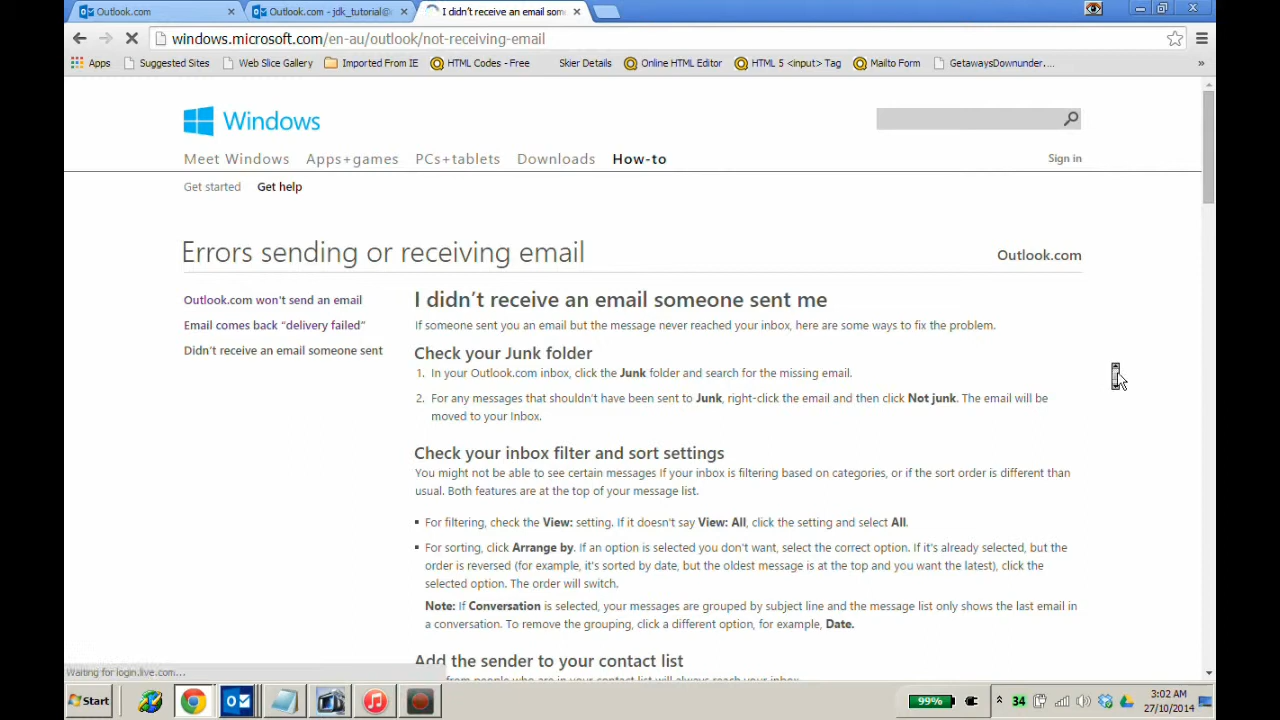 Outlook.com
Outlook.com - jdk_tutorial@
I didn't receive an email som
windows.microsoft.com/en-au/outlook/not-receiving-email
Apps
Suggested Sites
Web Slice Gallery
Imported From IE
HTML Codes - Free
Skier Details
Online HTML Editor
HTML 5 <input> Tag
Mailto Form
GetawaysDownunder....
»
Windows
Meet Windows
Apps+games
PCs+tablets
Downloads
How-to
Sign in
Get started
Get help
Errors sending or receiving email
Outlook.com
Outlook.com won't send an email
Email comes back “delivery failed”
Didn’t receive an email someone sent
I didn’t receive an email someone sent me
If someone sent you an email but the message never reached your inbox, here are some ways to fix the problem.
Check your Junk folder
1. In your Outlook.com inbox, click the Junk folder and search for the missing email.
2. For any messages that shouldn’t have been sent to Junk, right-click the email and then click Not junk. The email will be
moved to your Inbox.
Check your inbox filter and sort settings
You might not be able to see certain messages If your inbox is filtering based on categories, or if the sort order is different than
usual. Both features are at the top of your message list.
▪ For filtering, check the View: setting. If it doesn't say View: All, click the setting and select All.
▪ For sorting, click Arrange by. If an option is selected you don't want, select the correct option. If it's already selected, but the
order is reversed (for example, it's sorted by date, but the oldest message is at the top and you want the latest), click the
selected option. The order will switch.
Note: If Conversation is selected, your messages are grouped by subject line and the message list only shows the last email in
a conversation. To remove the grouping, click a different option, for example, Date.
Add the sender to your contact list
from people who are in your contact list will always reach your inbox.
Waiting for login.live.com...
Start
99%
34
3:02 AM
27/10/2014